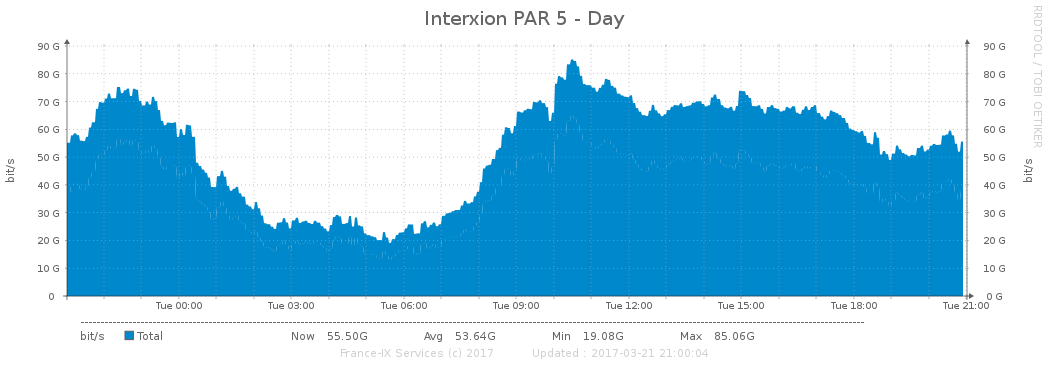 Interxion PAR 5 - Day
RRDTOOL / TOBI OETIKER
90 G 90 G
80 G 80 G
70 G 70 G
60 G 60 G
50 G 50 G
40 G 40 G
30 G 30 G
20 G 20 G
10 G 10 G
0 0 G
bit/s bit/s
Tue 00:00 Tue 03:00 Tue 06:00 Tue 09:00 Tue 12:00 Tue 15:00 Tue 18:00 Tue 21:00
bit/s Total Now 55.50G Avg 53.64G Min 19.08G Max 85.06G
France-IX Services (c) 2017 Updated : 2017-03-21 21:00:04